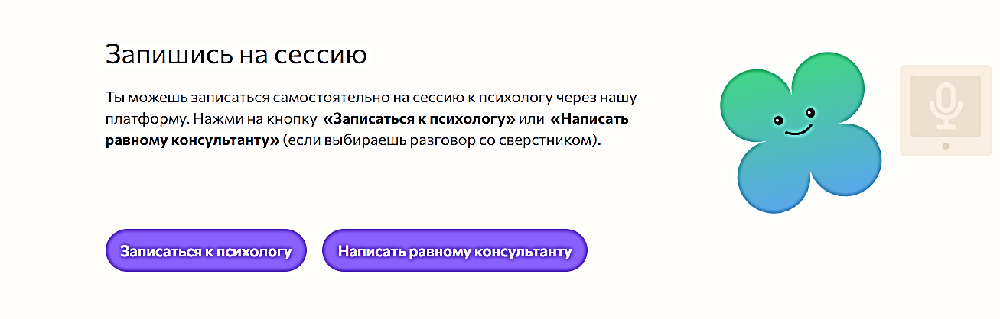 Запишись на сессию
Ты можешь записаться самостоятельно на сессию к психологу через нашу
платформу. Нажми на кнопку «Записаться к психологу» или «Написать
равному консультанту» (если выбираешь разговор со сверстником).
Записаться к психологу
Написать равному консультанту